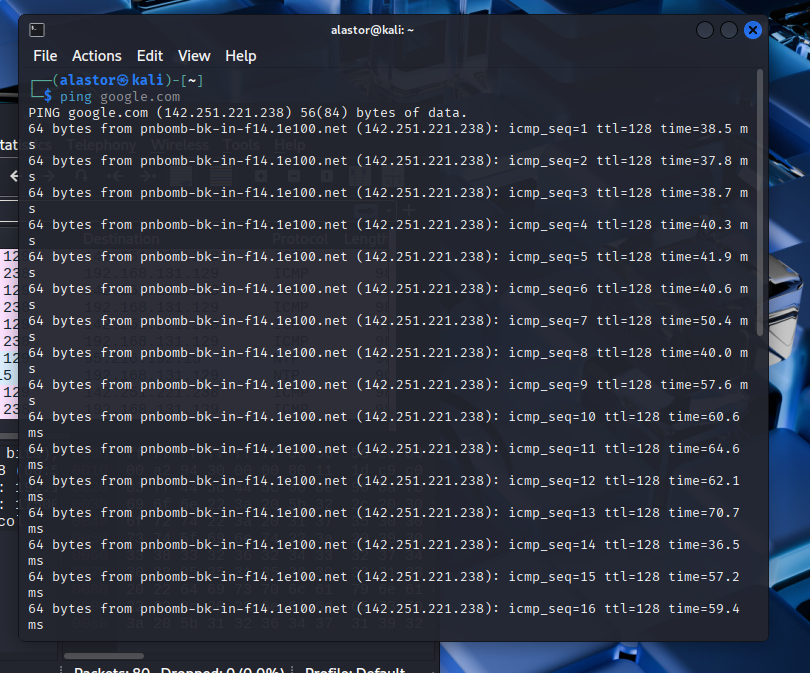 alastor@kali: ~
File Actions Edit View Help
┌──(alastor㉿kali)-[~]
└─$ ping google.com
PING google.com (142.251.221.238) 56(84) bytes of data.
64 bytes from pnbomb-bk-in-f14.1e100.net (142.251.221.238): icmp_seq=1 ttl=128 time=38.5 m
s
64 bytes from pnbomb-bk-in-f14.1e100.net (142.251.221.238): icmp_seq=2 ttl=128 time=37.8 m
s
64 bytes from pnbomb-bk-in-f14.1e100.net (142.251.221.238): icmp_seq=3 ttl=128 time=38.7 m
s
64 bytes from pnbomb-bk-in-f14.1e100.net (142.251.221.238): icmp_seq=4 ttl=128 time=40.3 m
s
64 bytes from pnbomb-bk-in-f14.1e100.net (142.251.221.238): icmp_seq=5 ttl=128 time=41.9 m
s
64 bytes from pnbomb-bk-in-f14.1e100.net (142.251.221.238): icmp_seq=6 ttl=128 time=40.6 m
s
64 bytes from pnbomb-bk-in-f14.1e100.net (142.251.221.238): icmp_seq=7 ttl=128 time=50.4 m
s
64 bytes from pnbomb-bk-in-f14.1e100.net (142.251.221.238): icmp_seq=8 ttl=128 time=40.0 m
s
64 bytes from pnbomb-bk-in-f14.1e100.net (142.251.221.238): icmp_seq=9 ttl=128 time=57.6 m
s
64 bytes from pnbomb-bk-in-f14.1e100.net (142.251.221.238): icmp_seq=10 ttl=128 time=60.6
ms
64 bytes from pnbomb-bk-in-f14.1e100.net (142.251.221.238): icmp_seq=11 ttl=128 time=64.6
ms
64 bytes from pnbomb-bk-in-f14.1e100.net (142.251.221.238): icmp_seq=12 ttl=128 time=62.1
ms
64 bytes from pnbomb-bk-in-f14.1e100.net (142.251.221.238): icmp_seq=13 ttl=128 time=70.7
ms
64 bytes from pnbomb-bk-in-f14.1e100.net (142.251.221.238): icmp_seq=14 ttl=128 time=36.5
ms
64 bytes from pnbomb-bk-in-f14.1e100.net (142.251.221.238): icmp_seq=15 ttl=128 time=57.2
ms
64 bytes from pnbomb-bk-in-f14.1e100.net (142.251.221.238): icmp_seq=16 ttl=128 time=59.4
ms
Telephony Wireless Tools Help
Destination Protocol Length
Packets: 80 Dropped: 0 (0.0%) Profile: Default